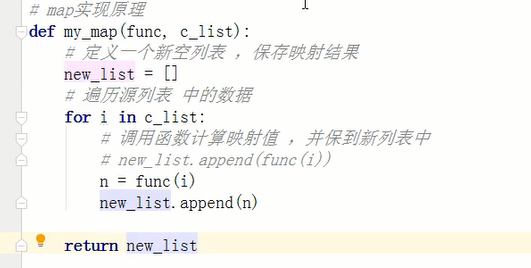 # map实现原理
def my_map(func, c_list):
# 定义一个新空列表 ，保存映射结果
new_list = []
# 遍历源列表 中的数据
for i in c_list:
# 调用函数计算映射值 ，并保到新列表中
# new_list.append(func(i))
n = func(i)
new_list.append(n)
return new_list